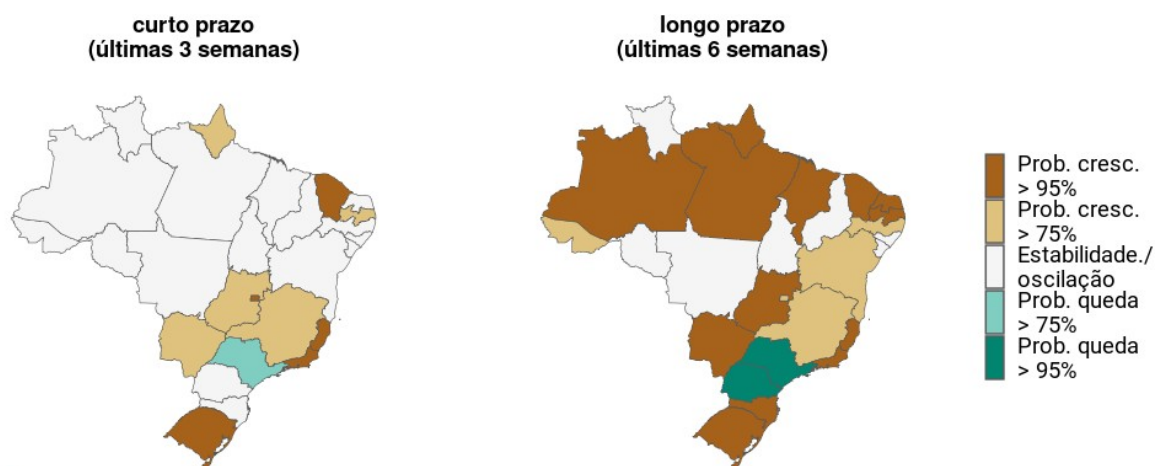 curto prazo
(últimas 3 semanas)
longo prazo
(últimas 6 semanas)
Prob. cresc.
> 95%
Prob. cresc.
> 75%
Estabilidade./
oscilação
Prob. queda
> 75%
Prob. queda
> 95%